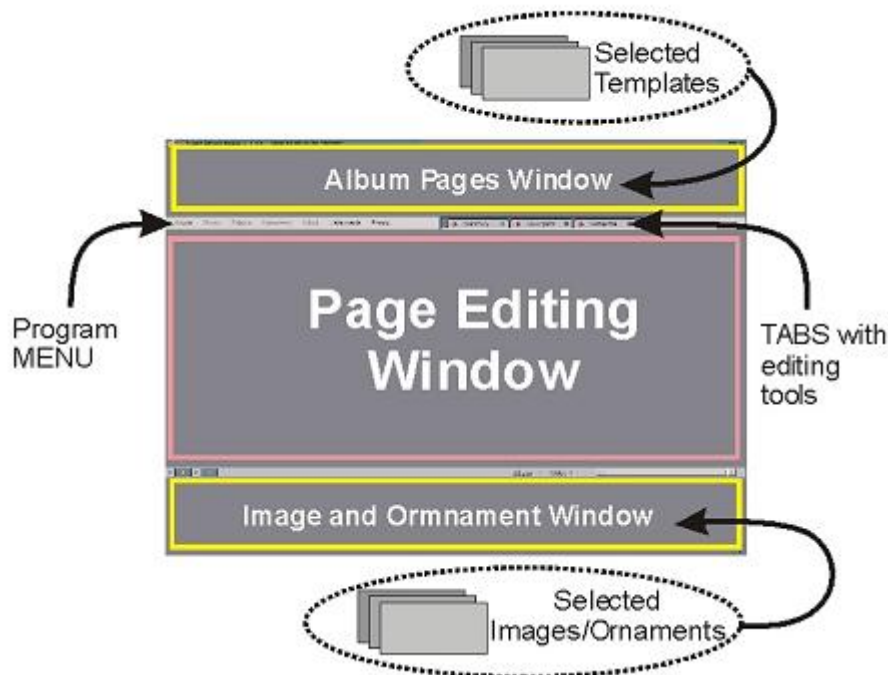 Selected
Templates
Album Pages Window
Program
MENU
Page Editing
Window
TABS with
editing
tools
Image and Ormnament Window
Selected
Images/Ornaments